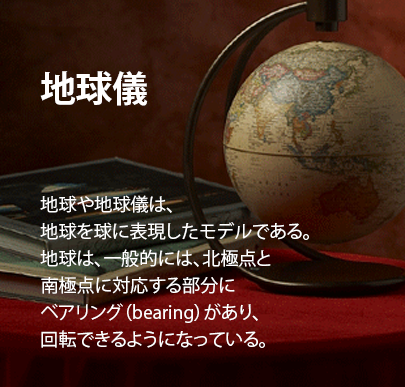 地球儀
地球や地球儀は、
地球を球に表現したモデルである。
地球は、一般的には、北極点と
南極点に対応する部分に
ベアリング（bearing）があり、
回転できるようになっている。